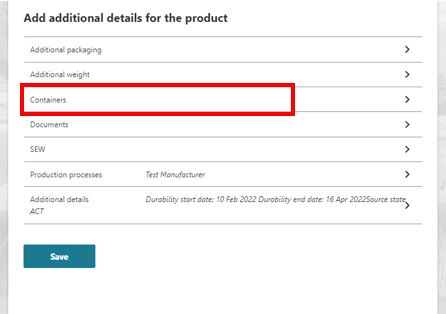 Add additional details for the product
Additional packaging
Additional weight
Containers
Documents
SEW
Production processes Test Manufacturer
Additional details Durability start date: 10 Feb 2022 Durability end date: 16 Apr 2022Source state
ACT
Save